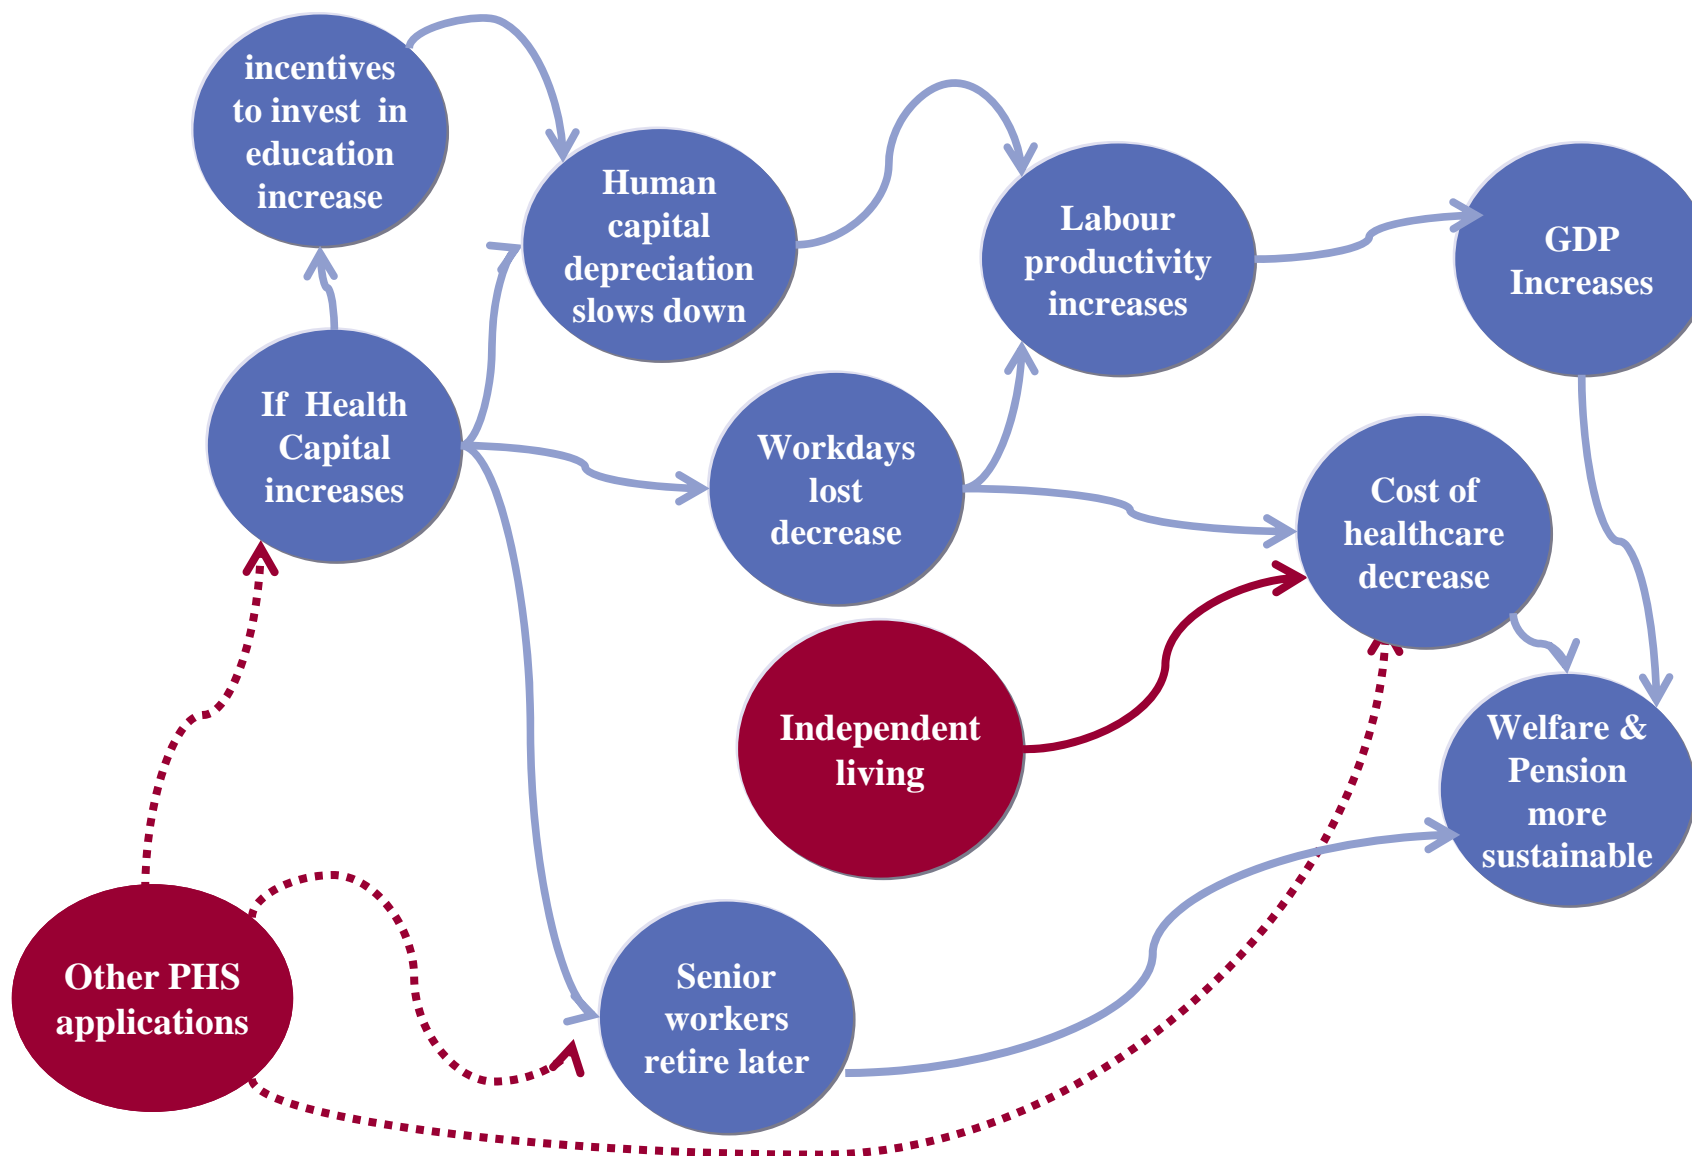 incentives
to invest in
education
increase
Human
capital
depreciation
slows down
Labour
productivity
increases
GDP
Increases
If Health
Capital
increases
Workdays
lost
decrease
Cost of
healthcare
decrease
Independent
living
Welfare &
Pension
more
sustainable
Other PHS
applications
Senior
workers
retire later